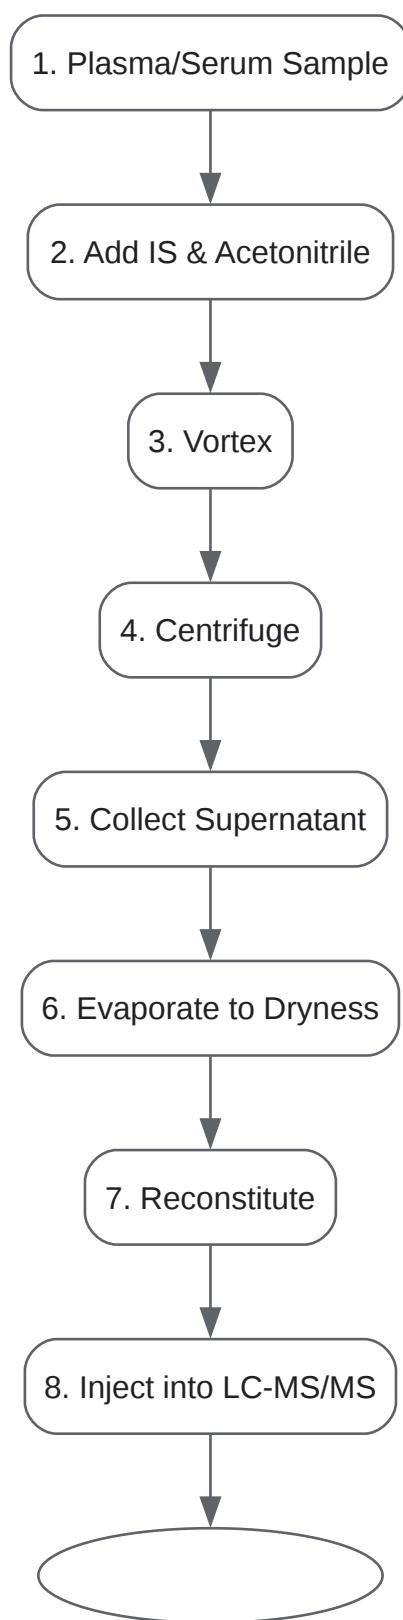 1. Plasma/Serum Sample
2. Add IS & Acetonitrile
3. Vortex
4. Centrifuge
5. Collect Supernatant
6. Evaporate to Dryness
7. Reconstitute
8. Inject into LC-MS/MS